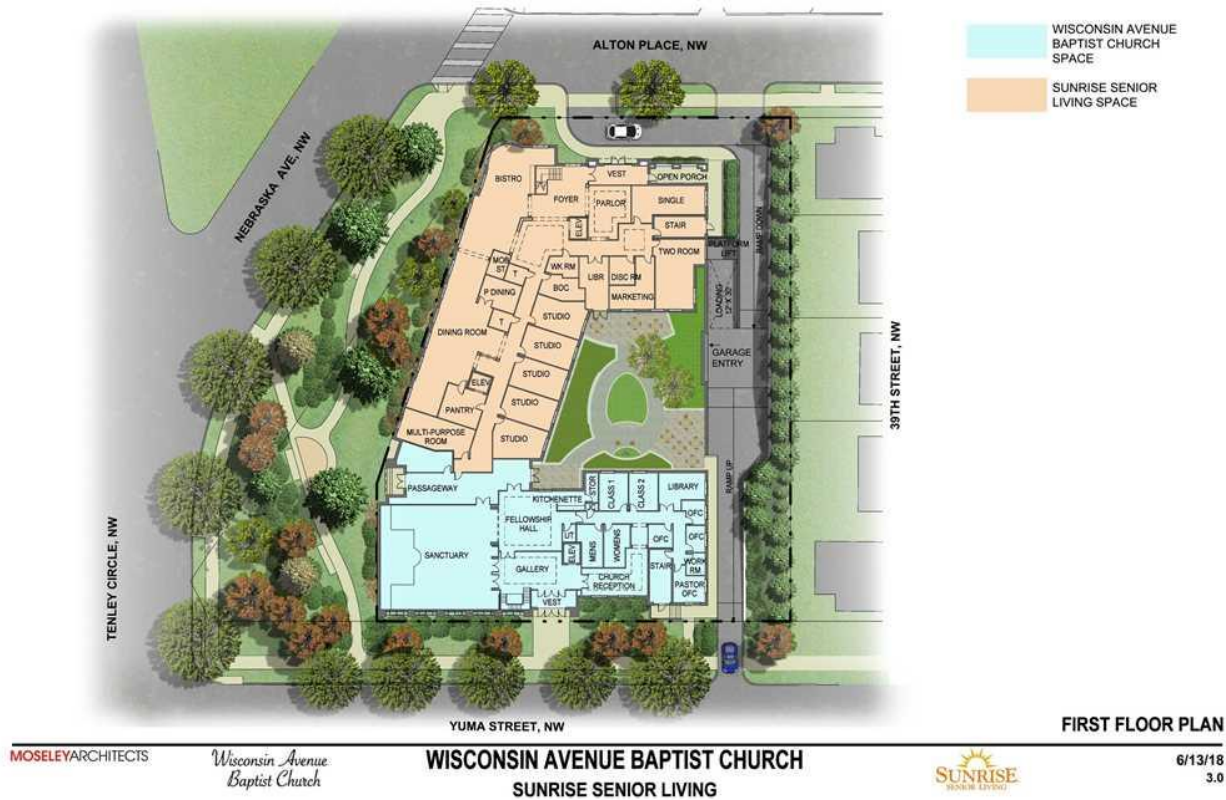 WISCONSIN AVENUE
BAPTIST CHURCH
SPACE
SUNRISE SENIOR
LIVING SPACE
ALTON PLACE, NW
NEBRASKA AVE, NW
TENLEY CIRCLE, NW
39TH STREET, NW
YUMA STREET, NW
BISTRO
VEST
OPEN PORCH
FOYER
PARLOR
SINGLE
ELEV
STAIR
TWO ROOM
PLATFORM
LIFT
RAMP DOWN
MOB
ST
T
WK RM
LIBR
DISC RM
BOC
MARKETING
P DINING
LOADING
12' X 30'
T
STUDIO
DINING ROOM
STUDIO
GARAGE
ENTRY
STUDIO
ELEV
STUDIO
PANTRY
MULTI-PURPOSE
ROOM
STUDIO
RAMP UP
PASSAGEWAY
KITCHENETTE
STOR
CLASS 1
CLASS 2
LIBRARY
OFC
FELLOWSHIP
HALL
SANCTUARY
ELEV
MENS
WOMENS
OFC
OFC
GALLERY
CHURCH
RECEPTION
STAIR
WORK
RM
PASTOR
OFC
VEST
FIRST FLOOR PLAN
MOSELEYARCHITECTS
Wisconsin Avenue
Baptist Church
WISCONSIN AVENUE BAPTIST CHURCH
SUNRISE SENIOR LIVING
SUNRISE
SENIOR LIVING
6/13/18
3.0